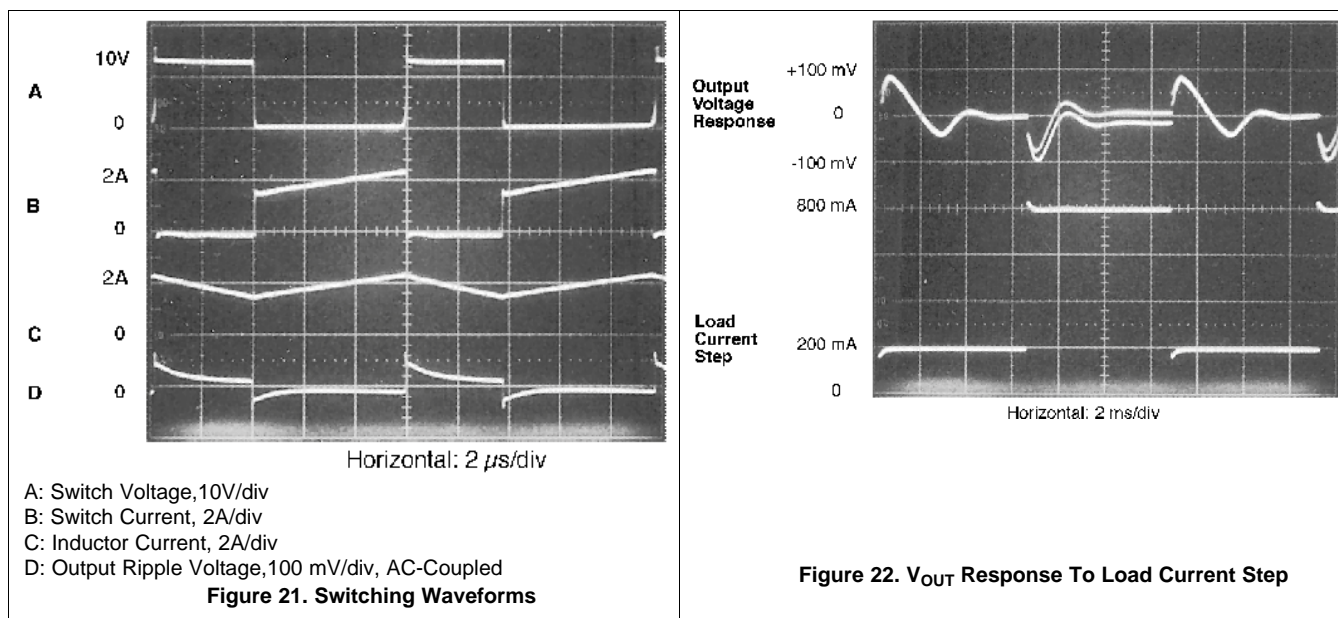 10V
A
0
2A
B
0
2A
C
0
D
0
Horizontal: 2 µs/div
A: Switch Voltage,10V/div
B: Switch Current, 2A/div
C: Inductor Current, 2A/div
D: Output Ripple Voltage,100 mV/div, AC-Coupled
Figure 21. Switching Waveforms
+100 mV
Output
Voltage
Response
0
-100 mV
800 mA
Load
Current
Step
200 mA
0
Horizontal: 2 ms/div
Figure 22. VOUT Response To Load Current Step